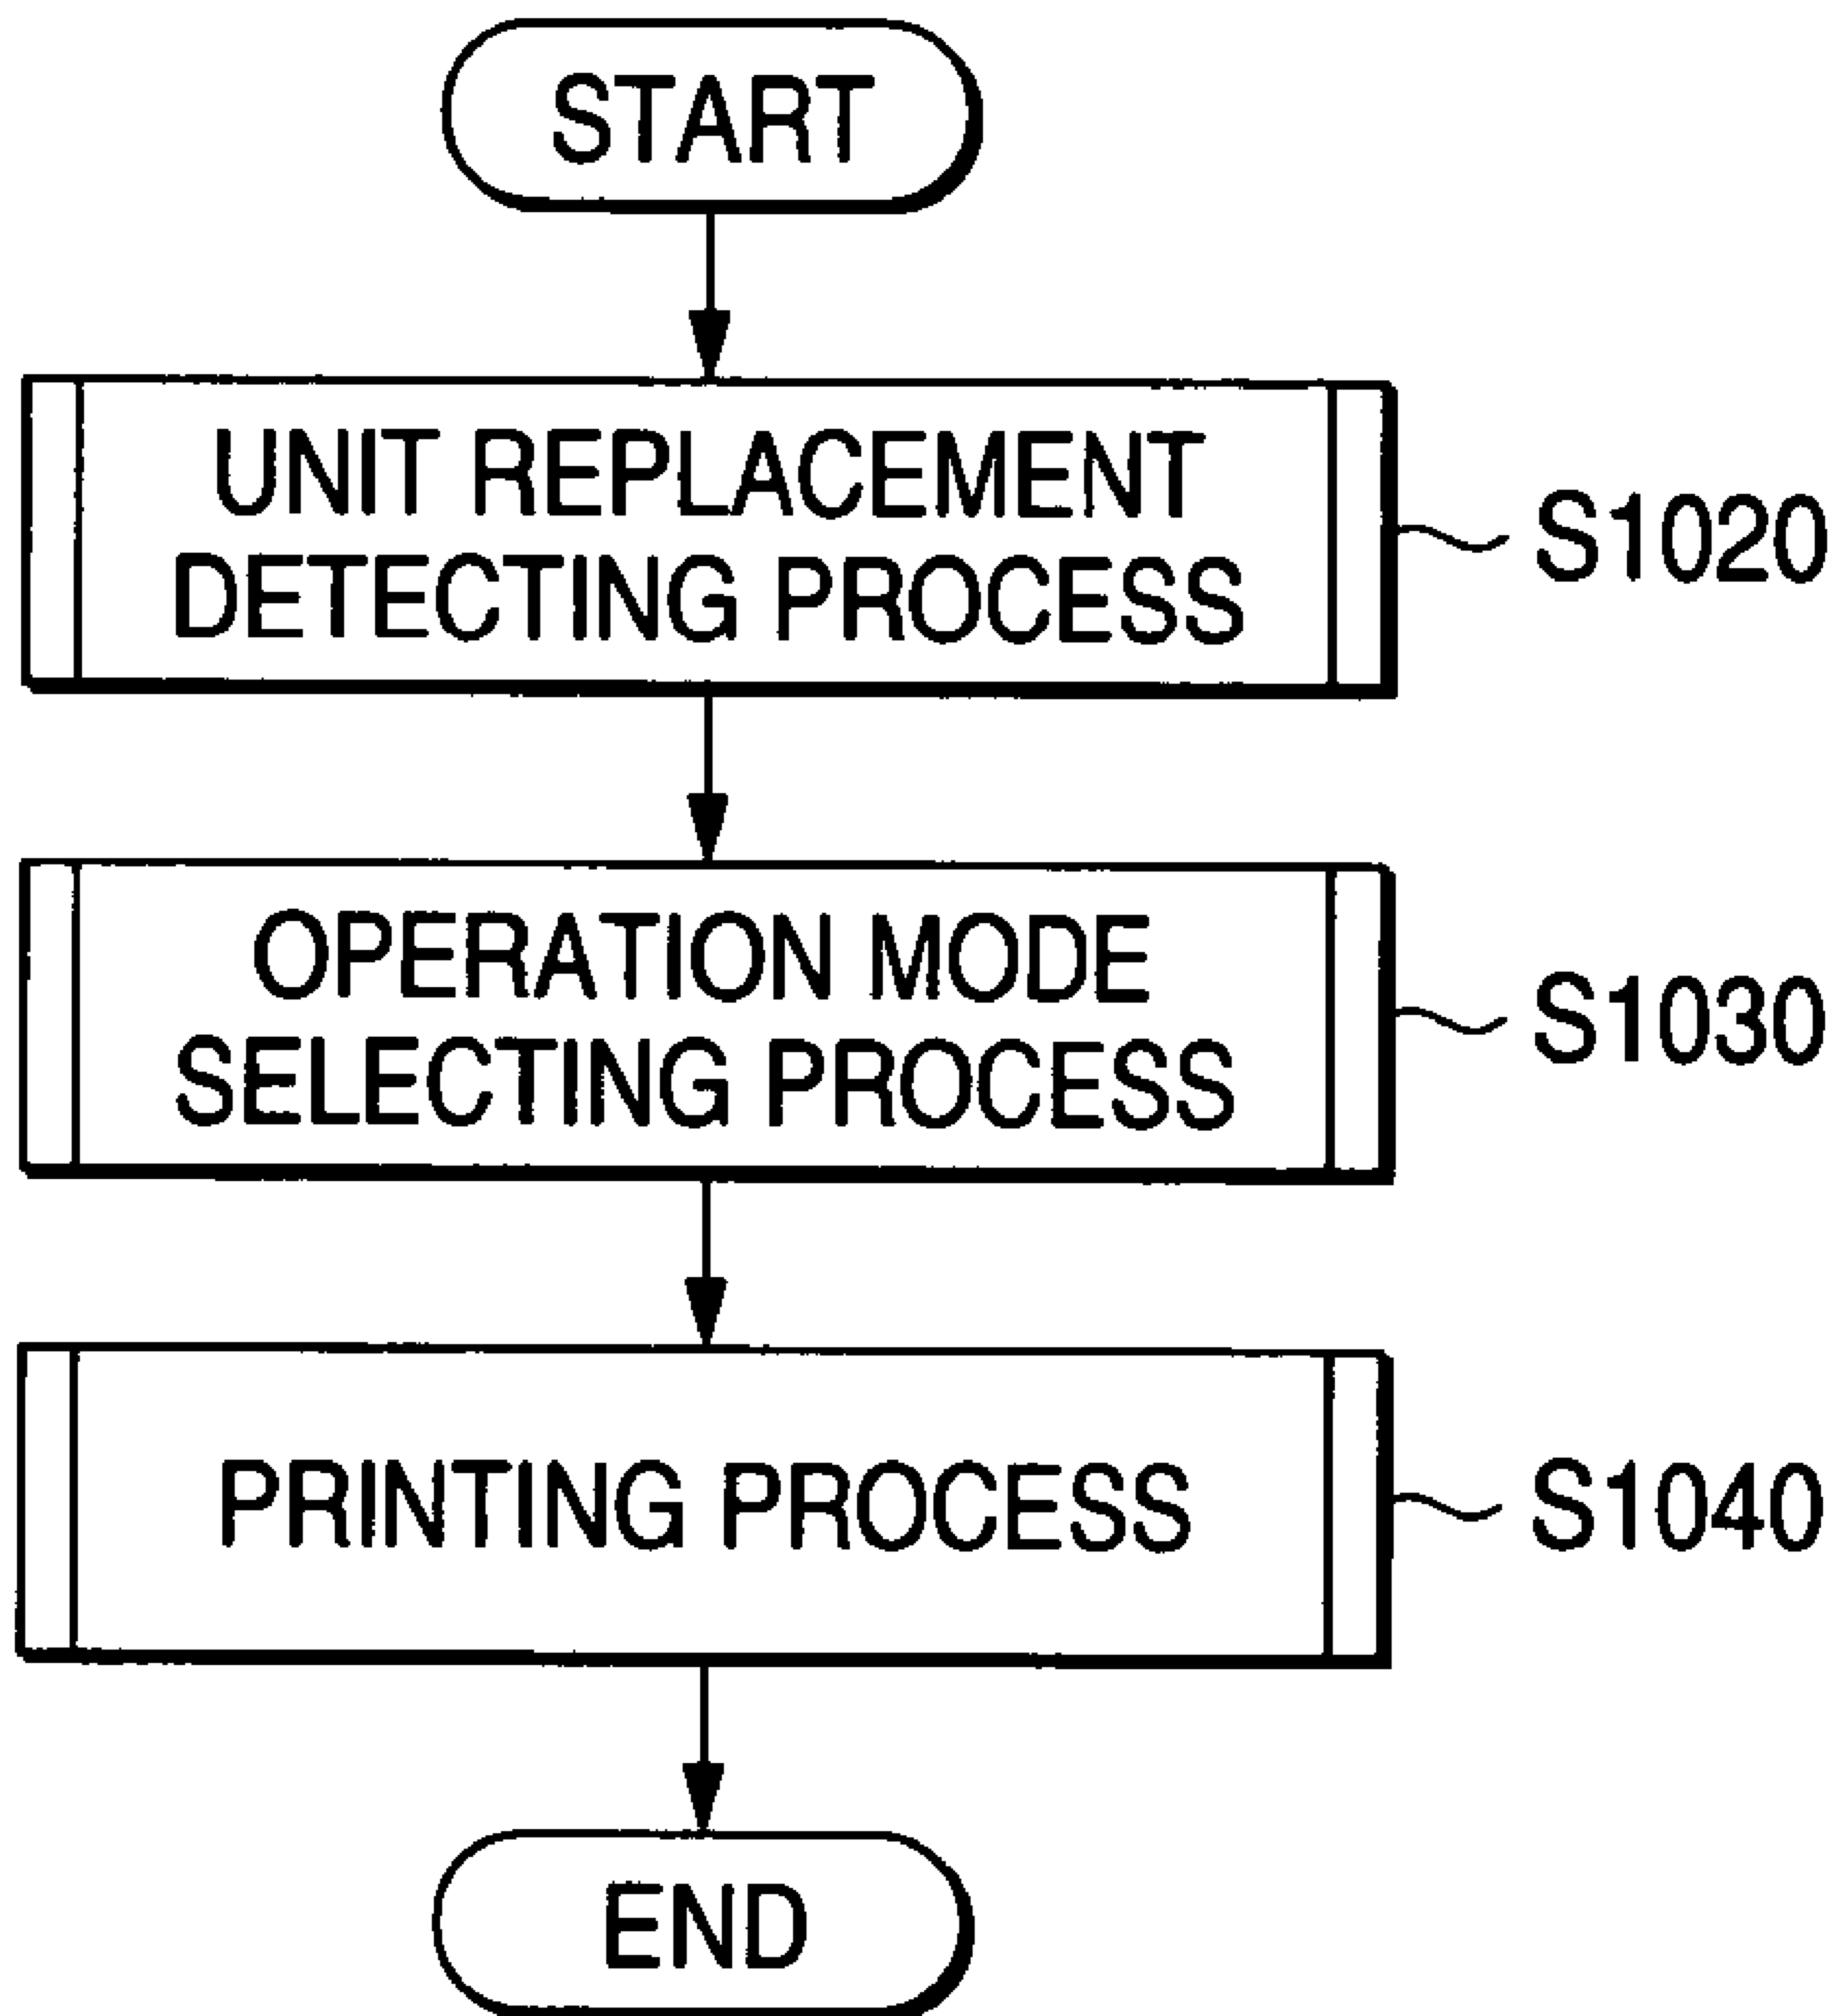 START
UNIT REPLACEMENT
DETECTING PROCESS
S1020
OPERATION MODE
SELECTING PROCESS
S1030
PRINTING PROCESS
S1040
END